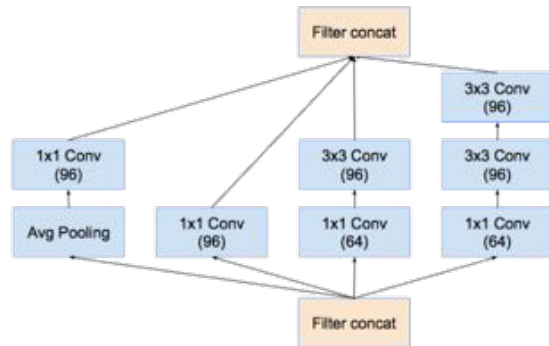 Filter concat
3x3 Conv
(96)
1x1 Conv
(96)
3x3 Conv
(96)
3x3 Conv
(96)
Avg Pooling
1x1 Conv
(96)
1x1 Conv
(64)
1x1 Conv
(64)
Filter concat